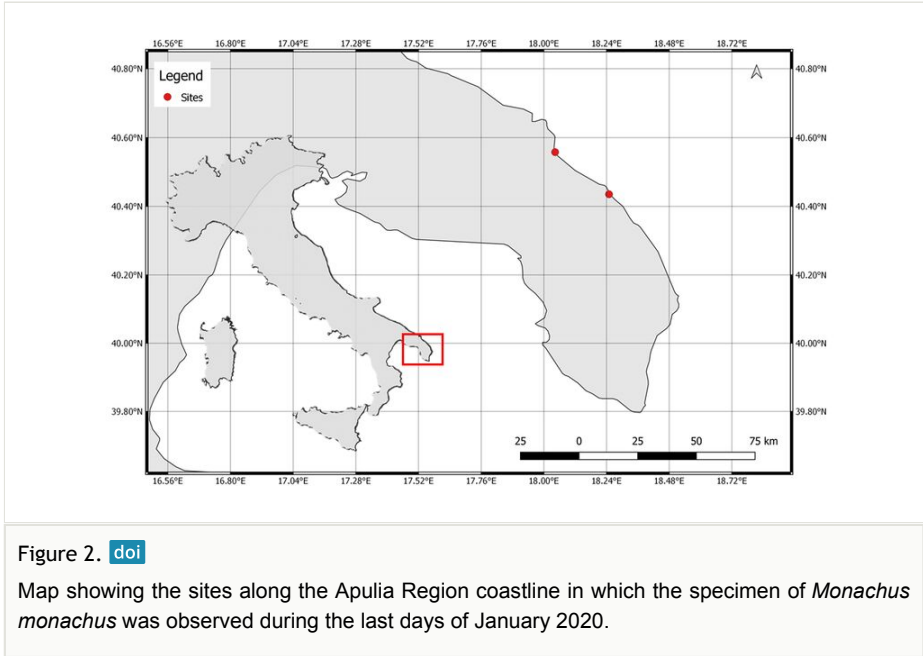 16.56°E 16.80°E 17.04°E 17.28°E 17.52°E 17.76°E 18.00°E 18.24°E 18.48°E 18.72°E
40.80°N 40.80°N
Legend
Sites
40.60°N 40.60°N
40.40°N 40.40°N
40.20°N 40.20°N
40.00°N 40.00°N
39.80°N 39.80°N
25 0 25 50 75 km
16.56°E 16.80°E 17.04°E 17.28°E 17.52°E 17.76°E 18.00°E 18.24°E 18.48°E 18.72°E
Figure 2. doi
Map showing the sites along the Apulia Region coastline in which the specimen of Monachus
monachus was observed during the last days of January 2020.